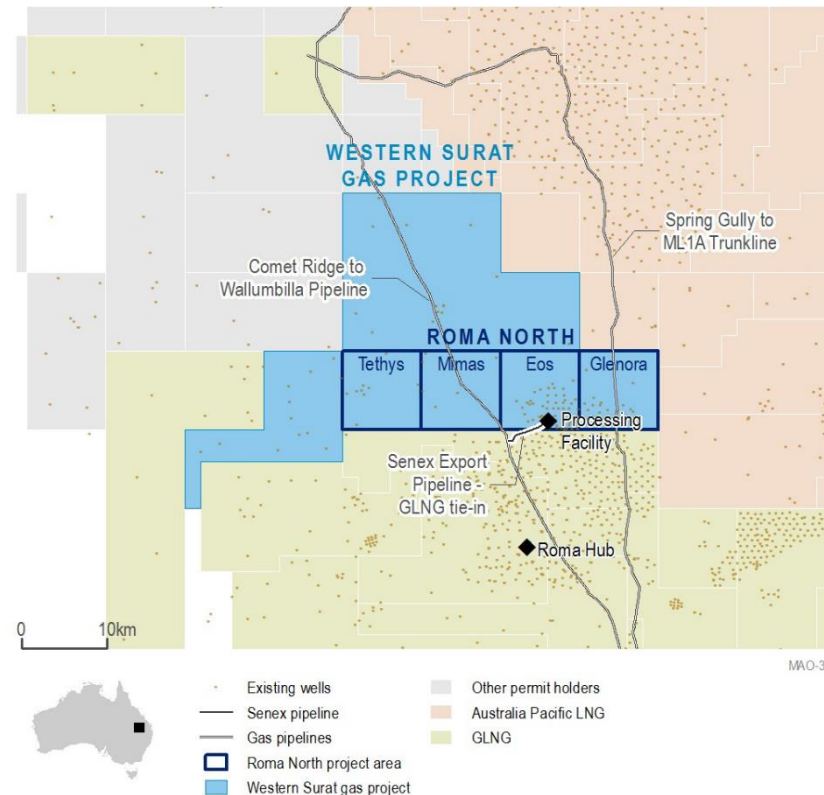 WESTERN SURAT
GAS PROJECT
Spring Gully to
ML1A Trunkline
Comet Ridge to
Wallumbilla Pipeline
ROMA NORTH
Tethys
Mimas
Eos
Glenora
Processing
Facility
Senex Export
Pipeline -
GLNG tie-in
Roma Hub
0
10km
MAO-3
Existing wells
Senex pipeline
Gas pipelines
Roma North project area
Western Surat gas project
Other permit holders
Australia Pacific LNG
GLNG